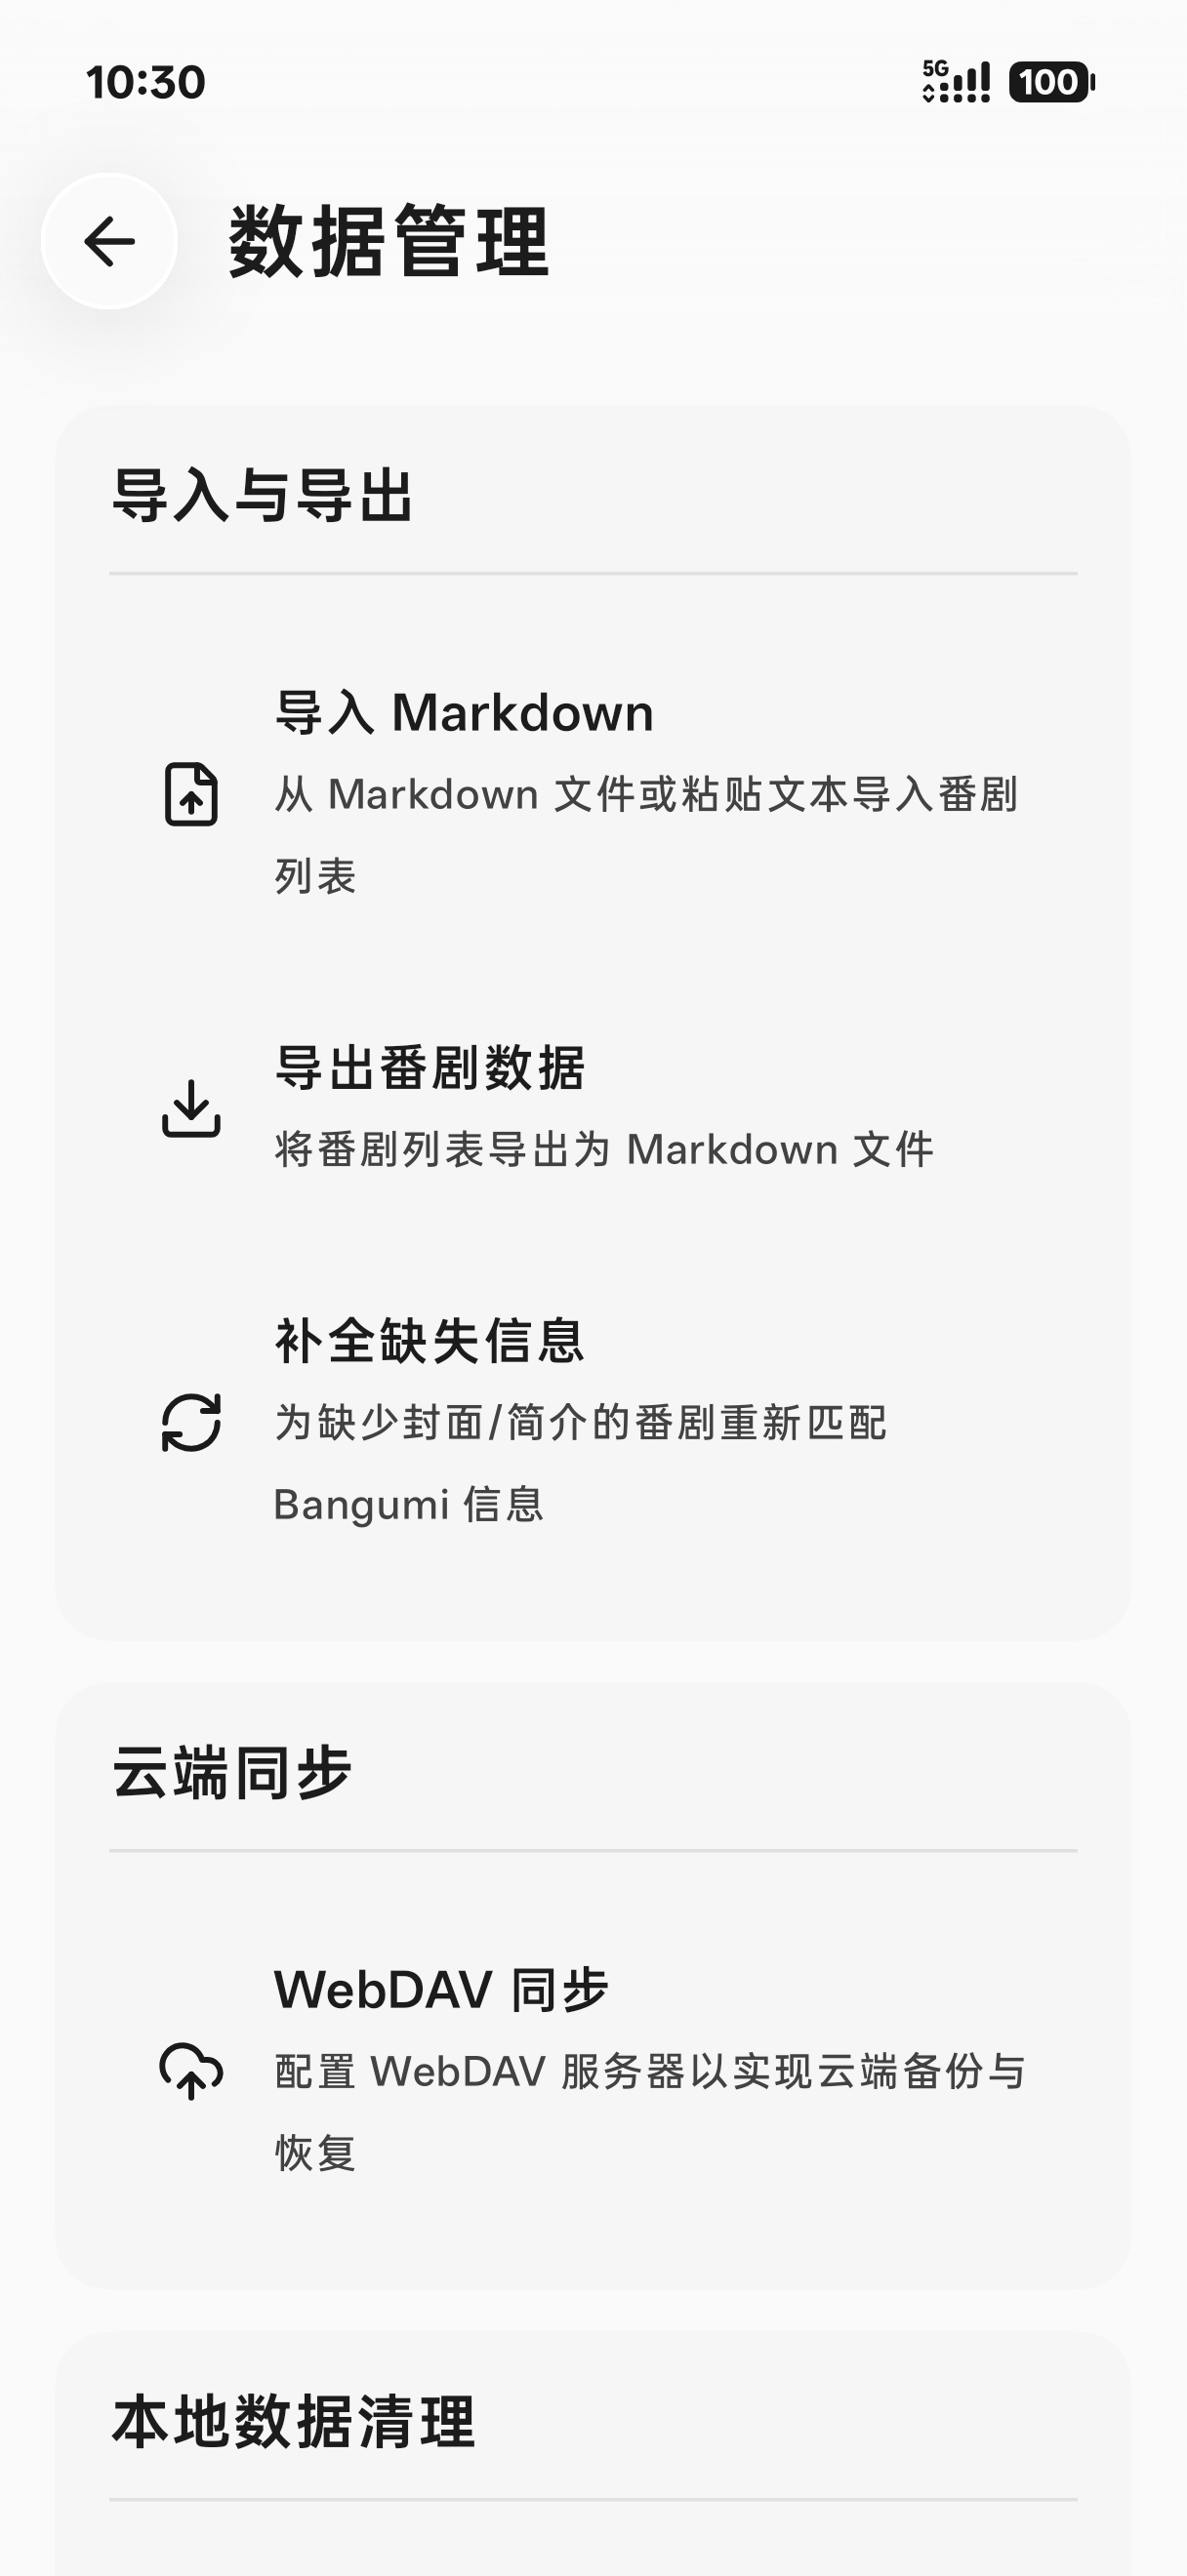 10:30
5G
100
数据管理
导入与导出
导入 Markdown
从 Markdown 文件或粘贴文本导入番剧
列表
导出番剧数据
将番剧列表导出为 Markdown 文件
补全缺失信息
为缺少封面/简介的番剧重新匹配
Bangumi 信息
云端同步
WebDAV 同步
配置 WebDAV 服务器以实现云端备份与
恢复
本地数据清理